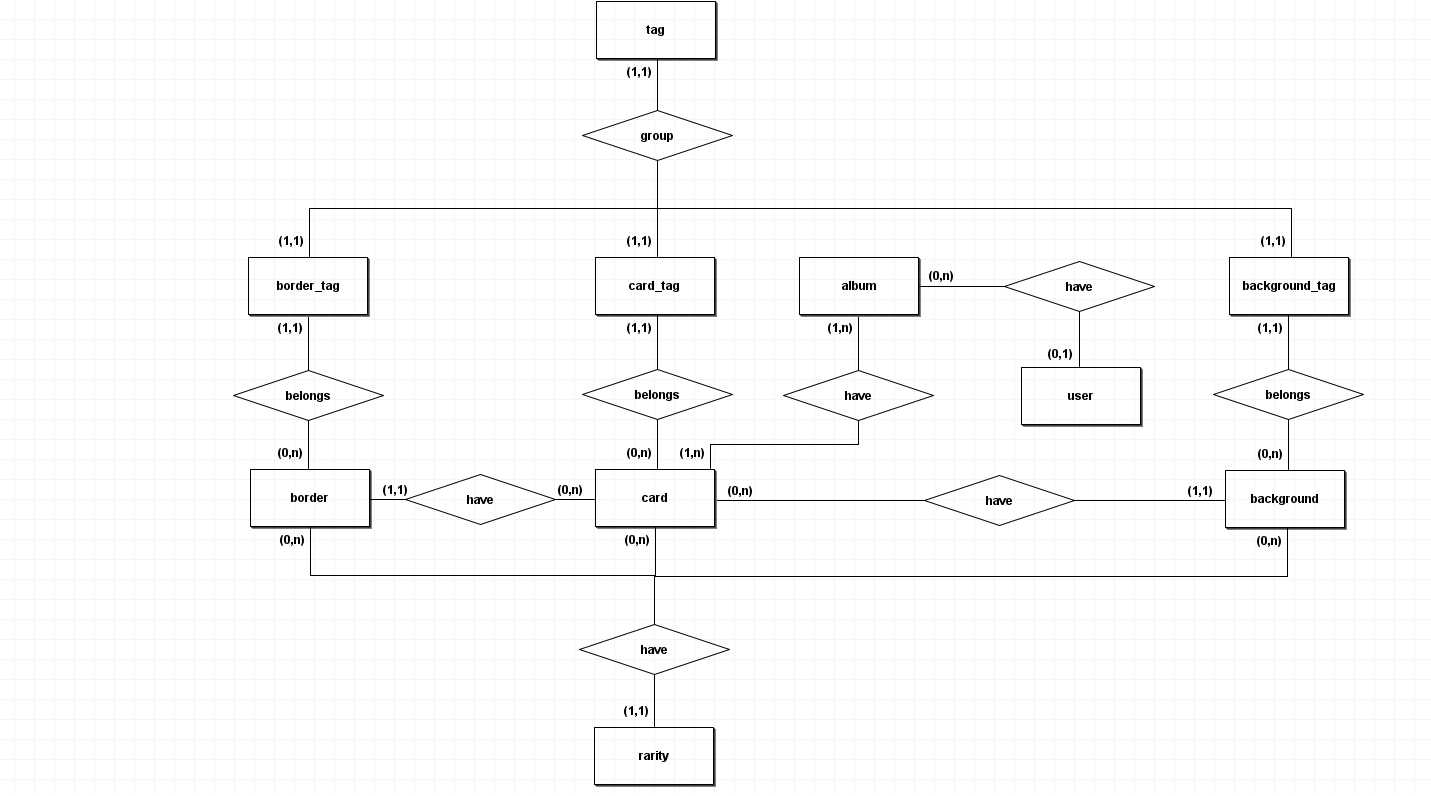 tag
(1,1)
group
(1,1)
(1,1)
(1,1)
border_tag
card_tag
album
(0,n)
have
background_tag
(1,1)
(1,1)
(1,n)
(1,1)
(0,1)
belongs
belongs
have
user
belongs
(0,n)
(0,n)
(1,n)
(0,n)
border
(1,1)
have
(0,n)
card
(0,n)
have
(1,1)
background
(0,n)
(0,n)
(0,n)
have
(1,1)
rarity